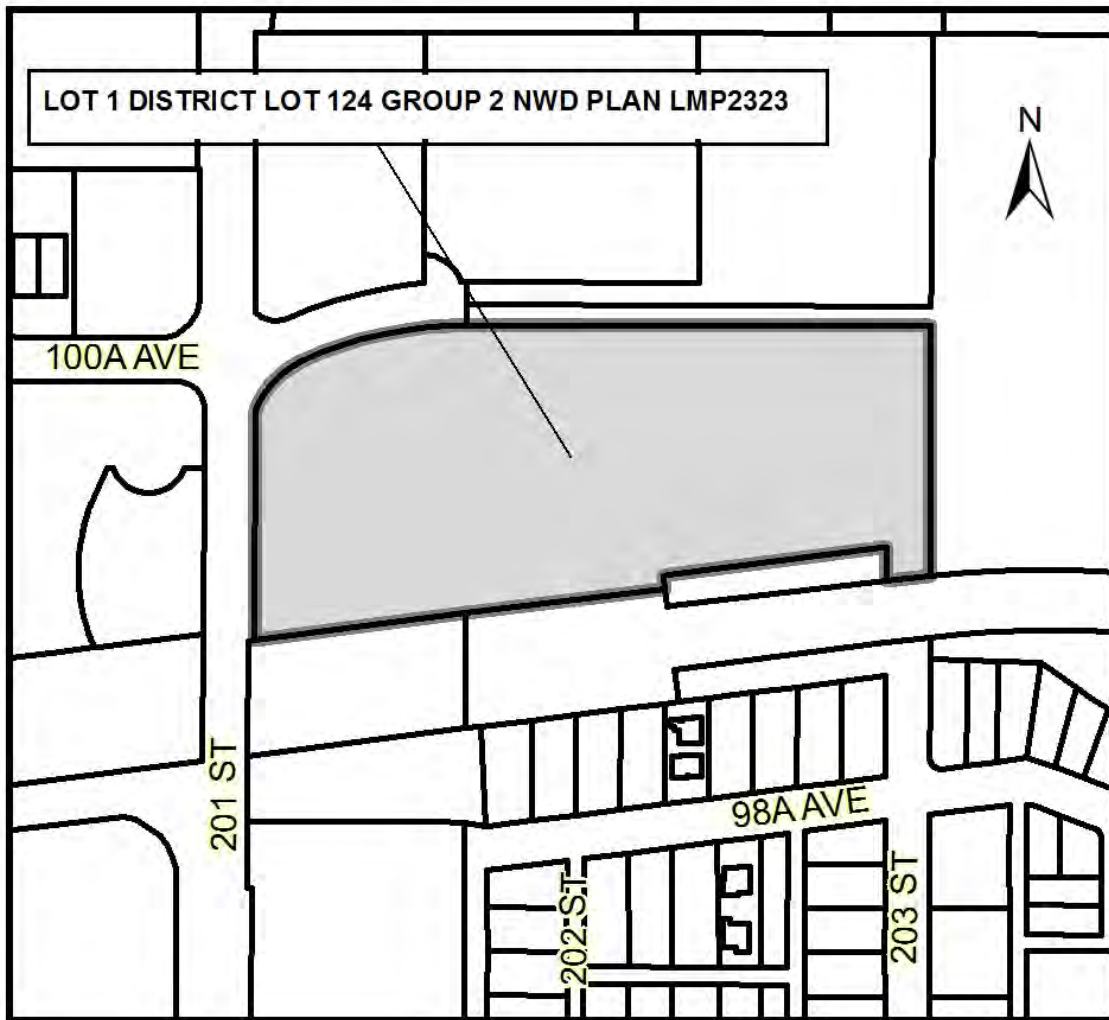 LOT 1 DISTRICT LOT 124 GROUP 2 NWD PLAN LMP2323
N
100A AVE
201 ST
98A AVE
202 ST
203 ST